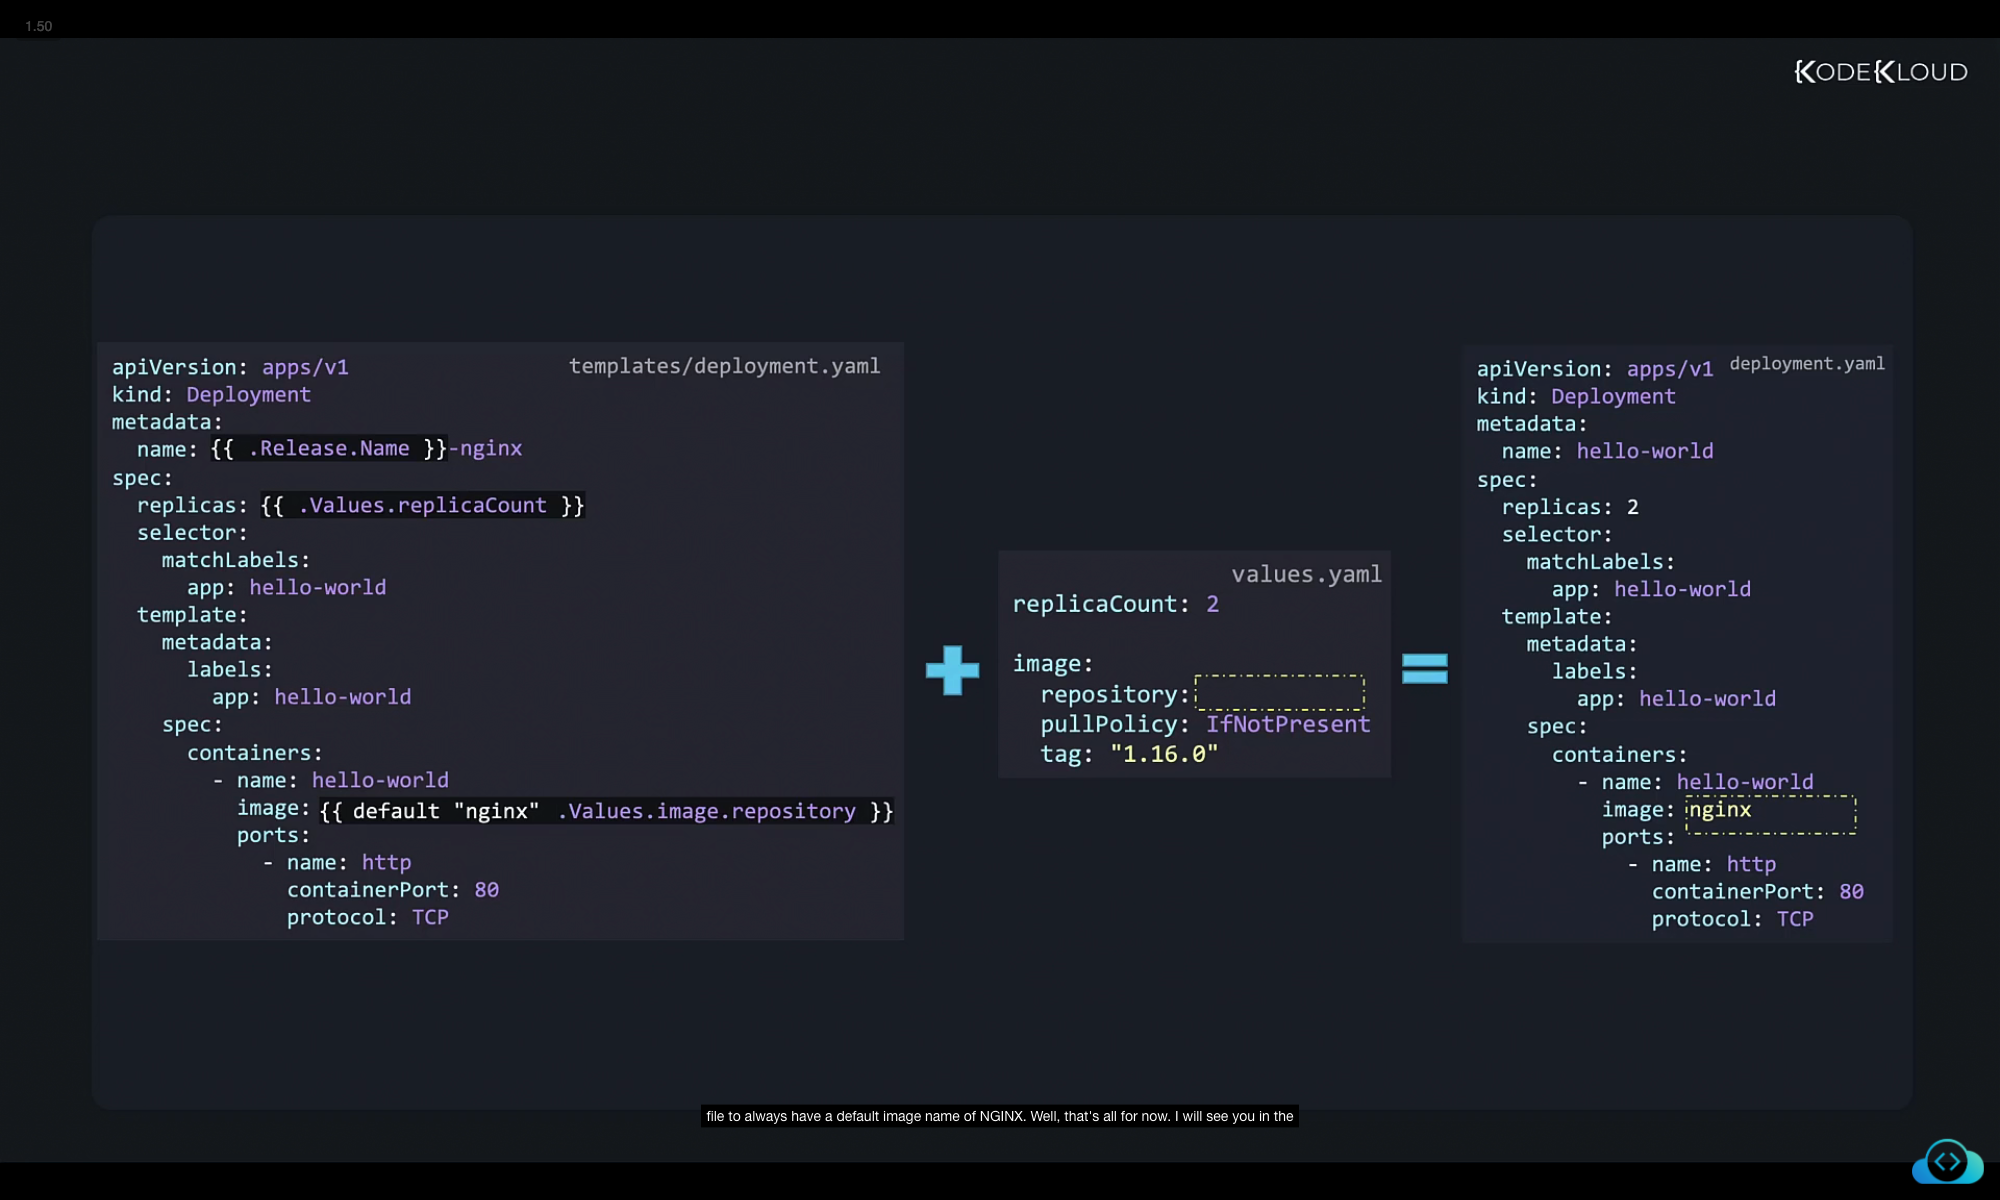 1.50
KODEKLOUD
templates/deployment.yaml
apiVersion: apps/v1
kind: Deployment
metadata:
  name: {{ .Release.Name }}-nginx
spec:
  replicas: {{ .Values.replicaCount }}
  selector:
    matchLabels:
      app: hello-world
  template:
    metadata:
      labels:
        app: hello-world
    spec:
      containers:
        - name: hello-world
          image: {{ default "nginx" .Values.image.repository }}
          ports:
            - name: http
              containerPort: 80
              protocol: TCP
values.yaml
replicaCount: 2
image:
  repository:
  pullPolicy: IfNotPresent
  tag: "1.16.0"
deployment.yaml
apiVersion: apps/v1
kind: Deployment
metadata:
  name: hello-world
spec:
  replicas: 2
  selector:
    matchLabels:
      app: hello-world
  template:
    metadata:
      labels:
        app: hello-world
    spec:
      containers:
        - name: hello-world
          image: nginx
          ports:
            - name: http
              containerPort: 80
              protocol: TCP
file to always have a default image name of NGINX. Well, that's all for now. I will see you in the